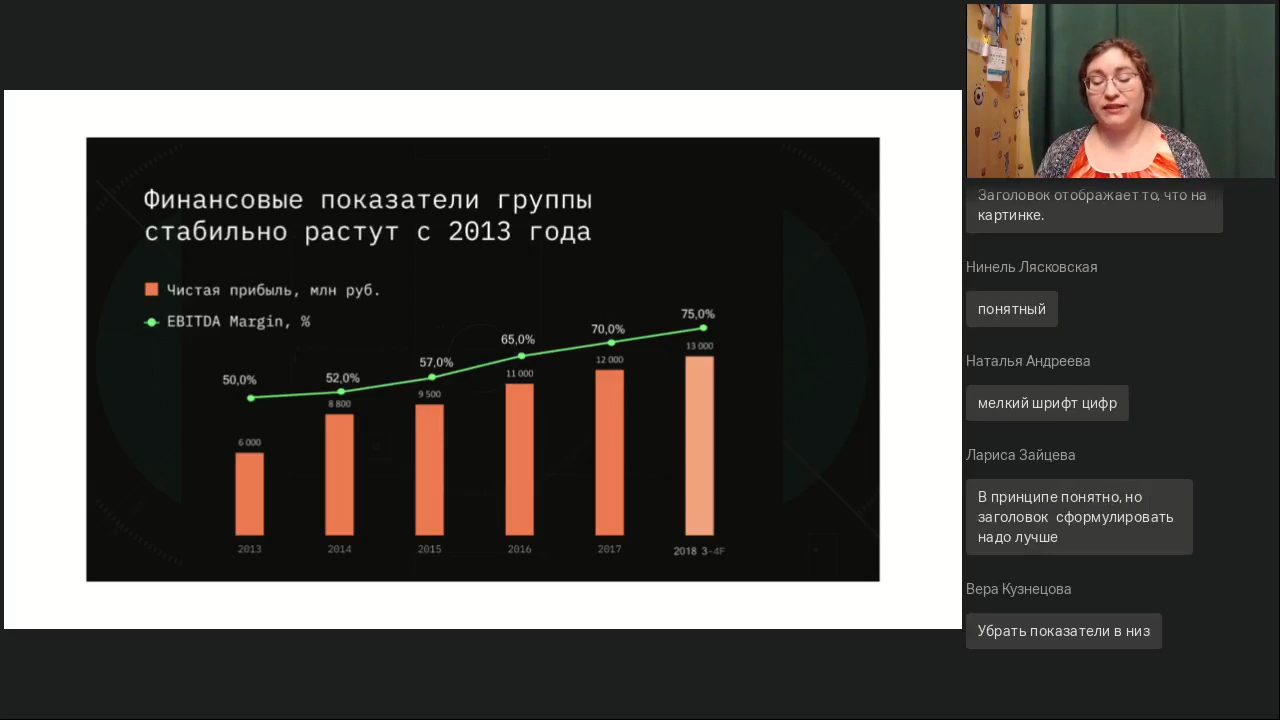 Финансовые показатели группы
стабильно растут с 2013 года
Чистая прибыль, млн руб.
EBITDA Margin, %
50,0%
52,0%
57,0%
65,0%
70,0%
75,0%
6 000
8 800
9 500
11 000
12 000
13 000
2013
2014
2015
2016
2017
2018 3-4F
Заголовок отображает то, что на
картинке.
Нинель Лясковская
понятный
Наталья Андреева
мелкий шрифт цифр
Лариса Зайцева
В принципе понятно, но
заголовок сформулировать
надо лучше
Вера Кузнецова
Убрать показатели в низ